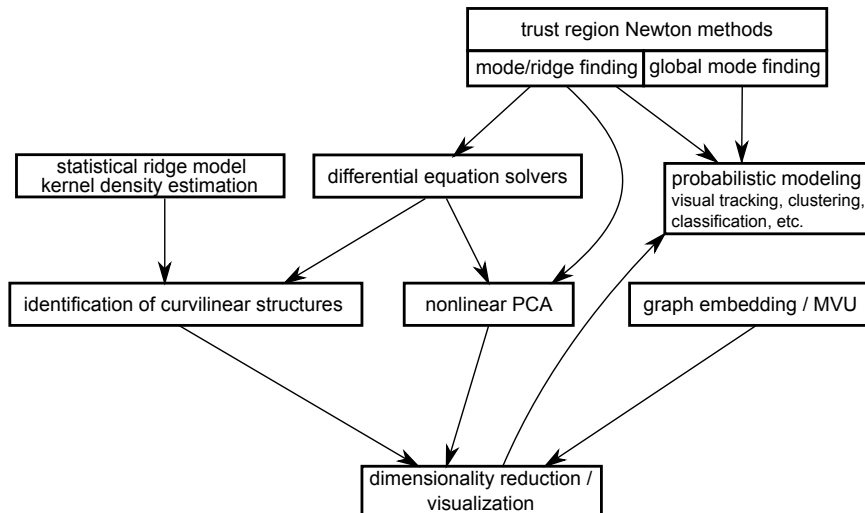 trust region Newton methods
mode/ridge finding
global mode finding
statistical ridge model
kernel density estimation
differential equation solvers
probabilistic modeling
visual tracking, clustering,
classification, etc.
identification of curvilinear structures
nonlinear PCA
graph embedding / MVU
dimensionality reduction /
visualization